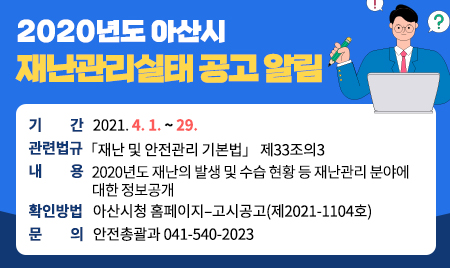 2020년도 아산시
재난관리실태 공고 알림
기 간 2021. 4. 1. ~ 29.
관련법규 「재난 및 안전관리 기본법」 제33조의3
내 용 2020년도 재난의 발생 및 수습 현황 등 재난관리 분야에
대한 정보공개
확인방법 아산시청 홈페이지-고시공고(제2021-1104호)
문 의 안전총괄과 041-540-2023
! ?